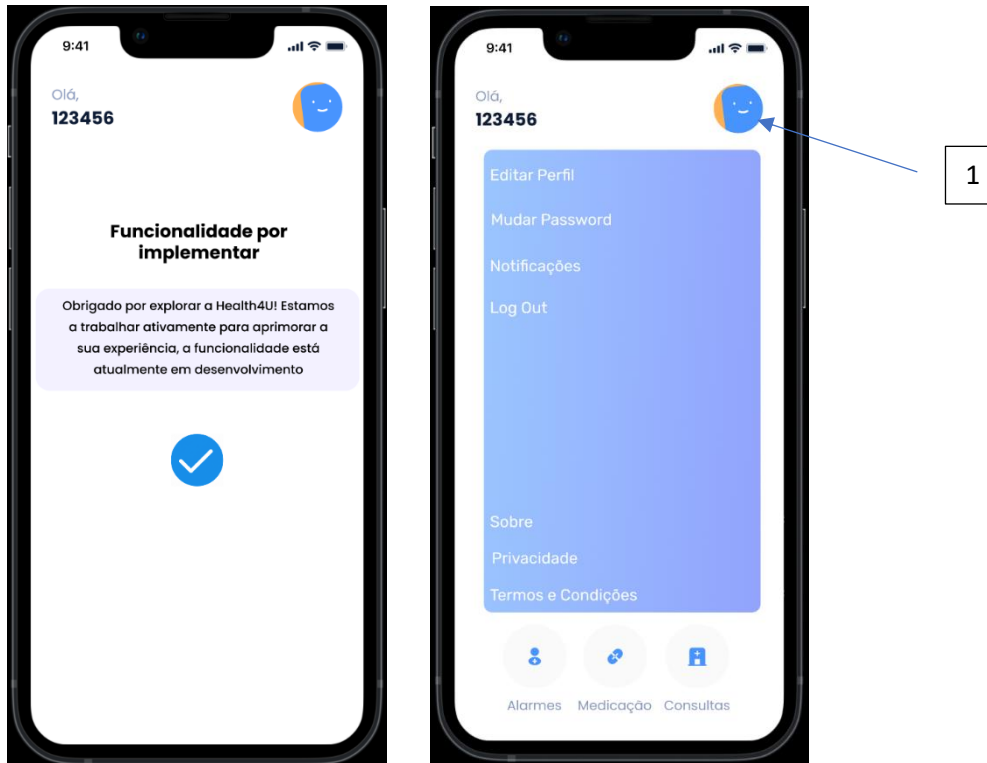 9:41
Olá,
123456
Funcionalidade por
implementar
Obrigado por explorar a Health4U! Estamos
a trabalhar ativamente para aprimorar a
sua experiência, a funcionalidade está
atualmente em desenvolvimento
9:41
Olá,
123456
Editar Perfil
Mudar Password
Notificações
Log Out
Sobre
Privacidade
Termos e Condições
Alarmes
Medicação
Consultas
1